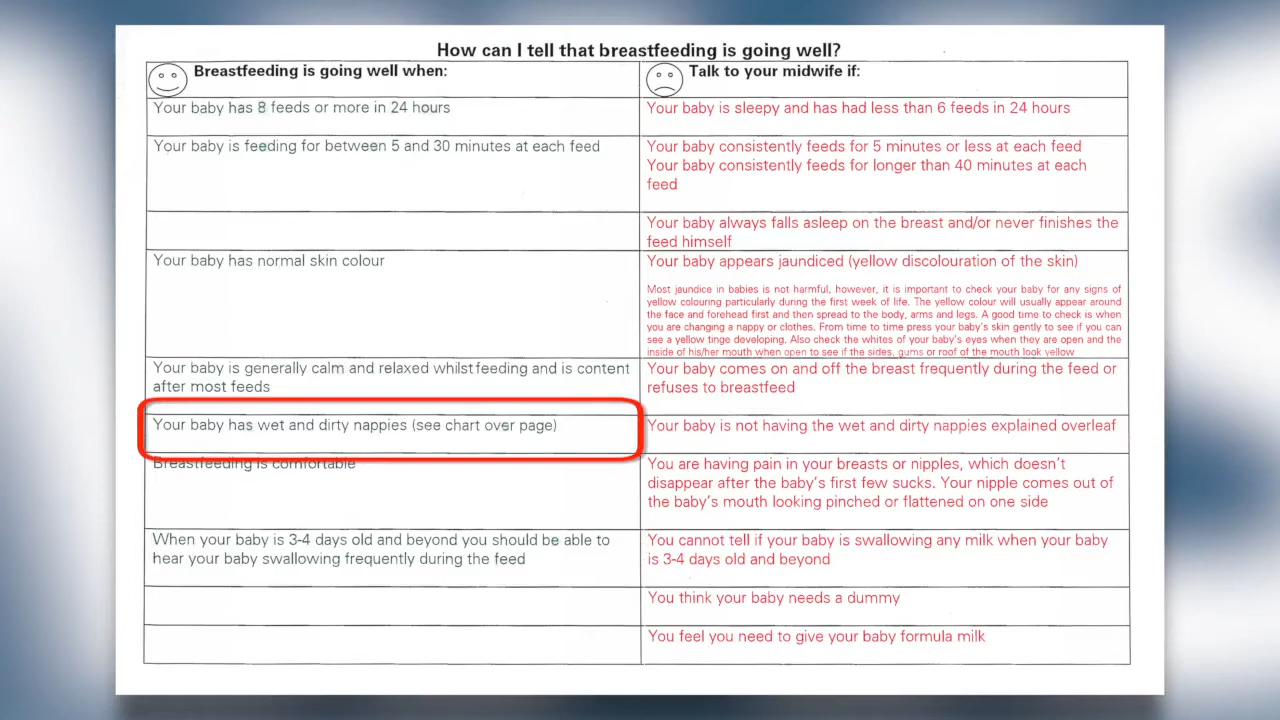 How can I tell that breastfeeding is going well?
Breastfeeding is going well when:
Talk to your midwife if:
Your baby has 8 feeds or more in 24 hours
Your baby is sleepy and has had less than 6 feeds in 24 hours
Your baby is feeding for between 5 and 30 minutes at each feed
Your baby consistently feeds for 5 minutes or less at each feed
Your baby consistently feeds for longer than 40 minutes at each
feed
Your baby always falls asleep on the breast and/or never finishes the
feed himself
Your baby has normal skin colour
Your baby appears jaundiced (yellow discolouration of the skin)
Most jaundice in babies is not harmful, however, it is important to check your baby for any signs of
yellow colouring particularly during the first week of life. The yellow colour will usually appear around
the face and forehead first and then spread to the body, arms and legs. A good time to check is when
you are changing a nappy or clothes. From time to time press your baby's skin gently to see if you can
see a yellow tinge developing. Also check the whites of your baby's eyes when they are open and the
inside of his/her mouth when open to see if the sides, gums or roof of the mouth look yellow
Your baby is generally calm and relaxed whilst feeding and is content
after most feeds
Your baby comes on and off the breast frequently during the feed or
refuses to breastfeed
Your baby has wet and dirty nappies (see chart over page)
Your baby is not having the wet and dirty nappies explained overleaf
Breastfeeding is comfortable
You are having pain in your breasts or nipples, which doesn't
disappear after the baby's first few sucks. Your nipple comes out of
the baby's mouth looking pinched or flattened on one side
When your baby is 3-4 days old and beyond you should be able to
hear your baby swallowing frequently during the feed
You cannot tell if your baby is swallowing any milk when your baby
is 3-4 days old and beyond
You think your baby needs a dummy
You feel you need to give your baby formula milk